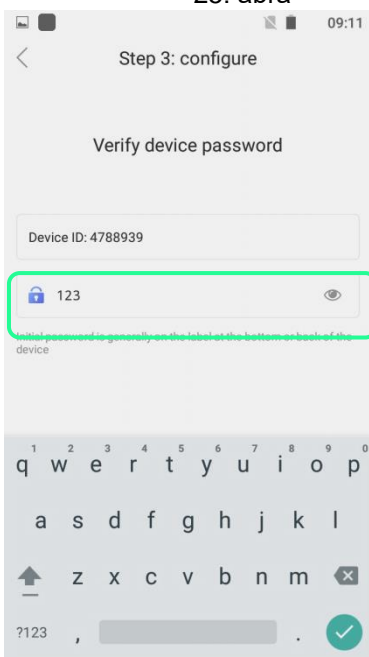 09:11
Step 3: configure
Verify device password
Device ID: 4788939
123
Initial password is generally on the label at the bottom or back of the
device
1 2 3 4 5 6 7 8 9 0
q w e r t y u i o p
a s d f g h j k l
z x c v b n m
?123 , .